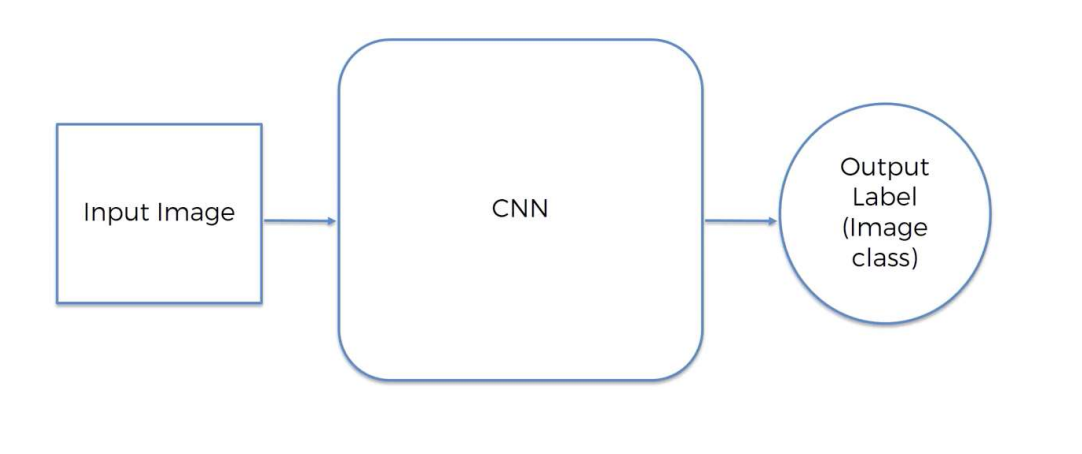 Input Image
CNN
Output
Label
(Image
class)